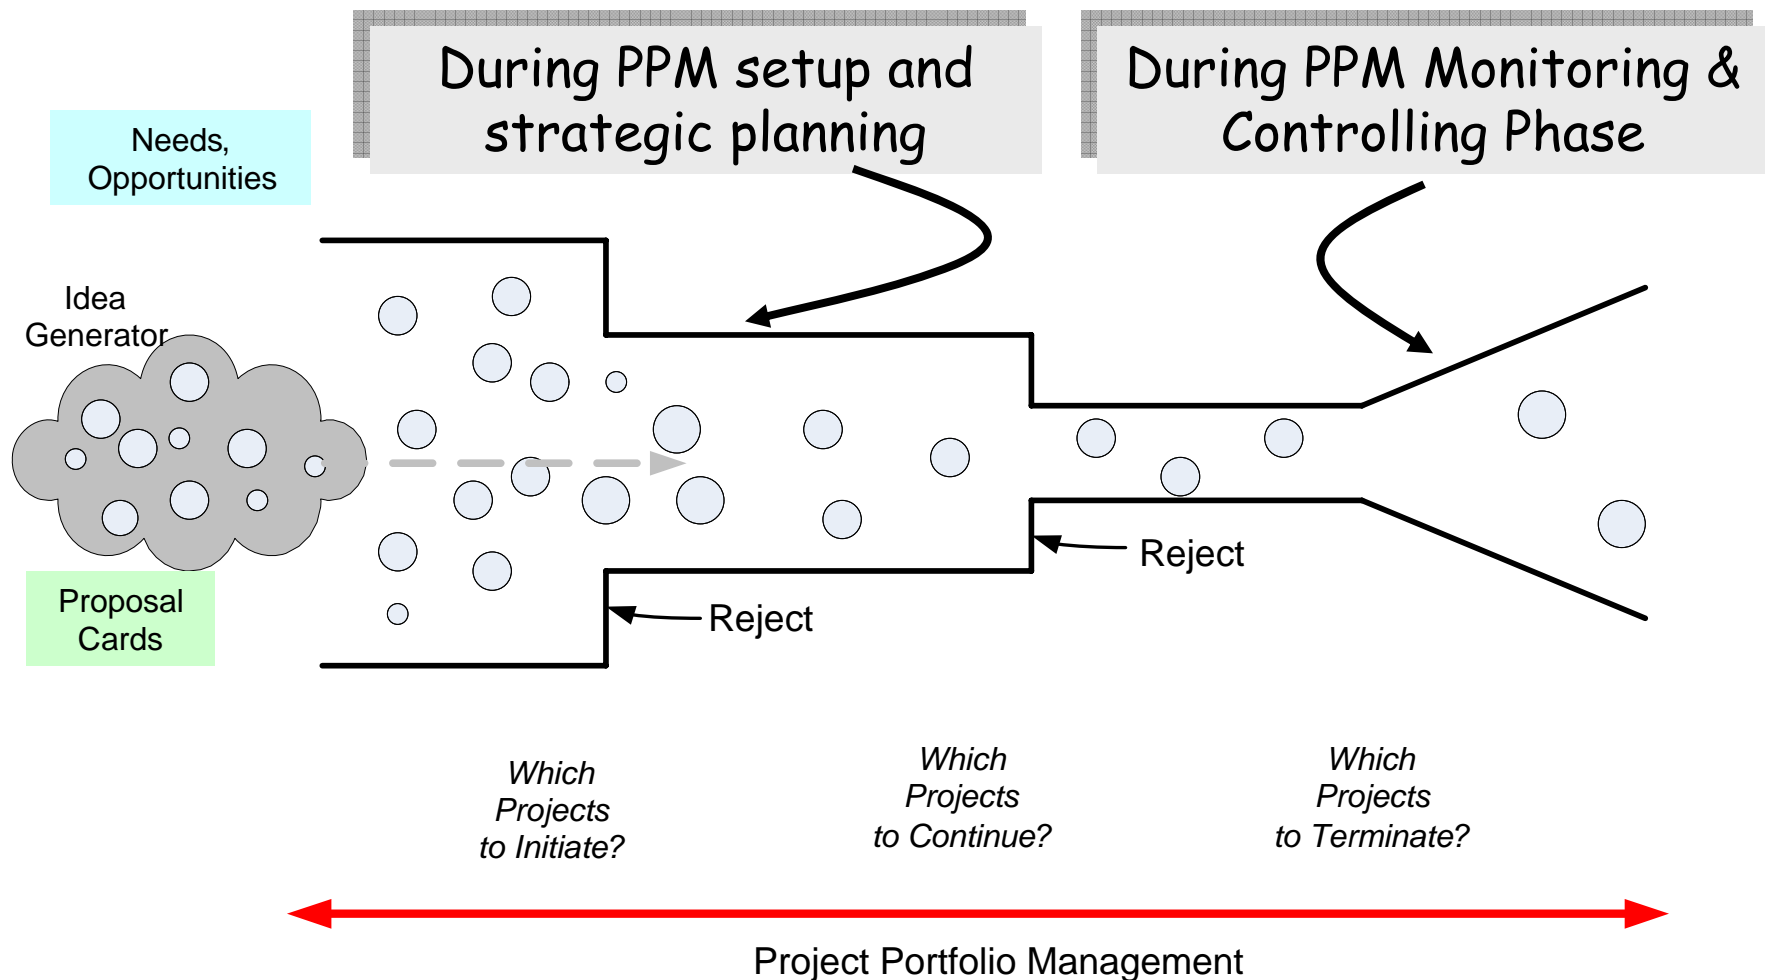 During PPM setup and
strategic planning
During PPM Monitoring &
Controlling Phase
Needs,
Opportunities
Idea
Generator
Proposal
Cards
Reject
Reject
Which
Projects
to Initiate?
Which
Projects
to Continue?
Which
Projects
to Terminate?
Project Portfolio Management